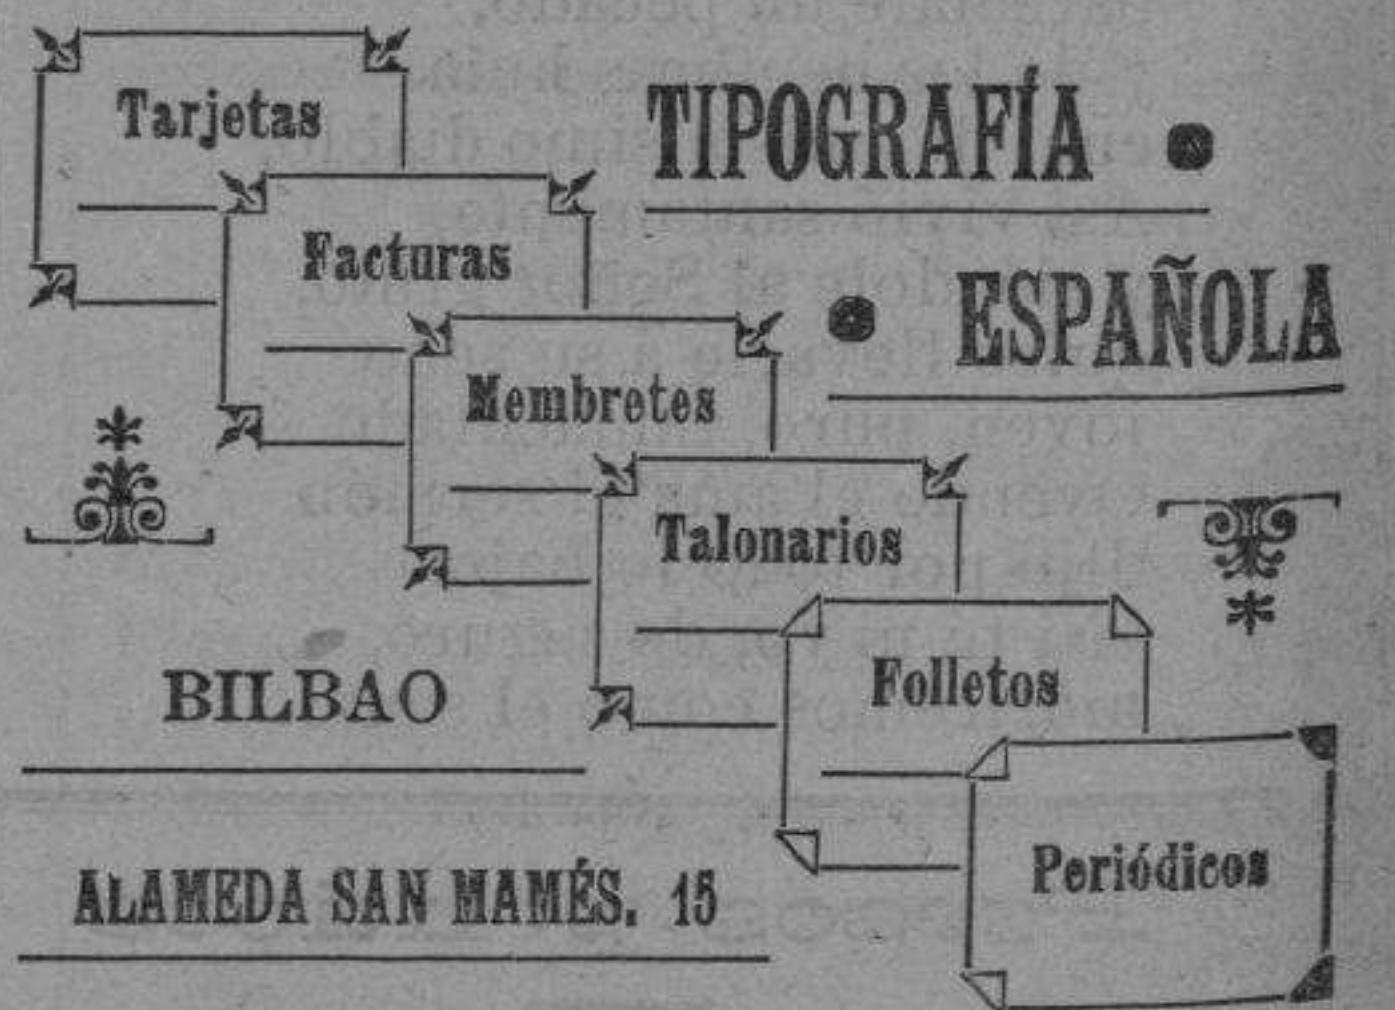 Tarjetas
TIPOGRAFÍA
Facturas
ESPAÑOLA
Membretes
Talonarios
Folletos
BILBAO
Periódicos
ALAMEDA SAN MAMÉS. 15